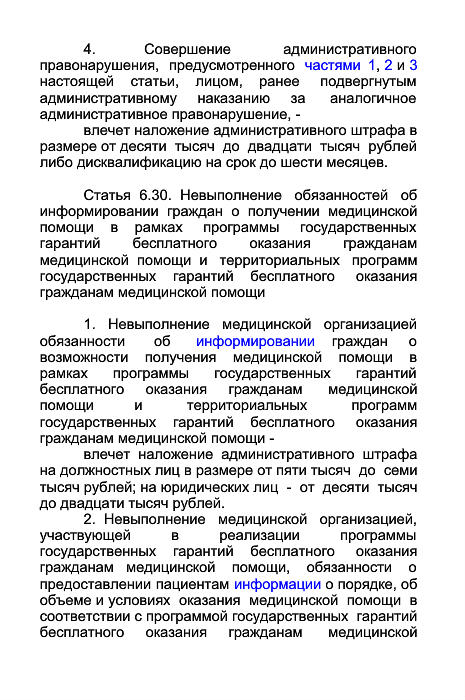 4. Совершение административного
правонарушения, предусмотренного частями 1, 2 и 3
настоящей статьи, лицом, ранее подвергнутым
административному наказанию за аналогичное
административное правонарушение, -
влечет наложение административного штрафа в
размере от десяти тысяч до двадцати тысяч рублей
либо дисквалификацию на срок до шести месяцев.
Статья 6.30. Невыполнение обязанностей об
информировании граждан о получении медицинской
помощи в рамках программы государственных
гарантий бесплатного оказания гражданам
медицинской помощи и территориальных программ
государственных гарантий бесплатного оказания
гражданам медицинской помощи
1. Невыполнение медицинской организацией
обязанности об информировании граждан о
возможности получения медицинской помощи в
рамках программы государственных гарантий
бесплатного оказания гражданам медицинской
помощи и территориальных программ
государственных гарантий бесплатного оказания
гражданам медицинской помощи -
влечет наложение административного штрафа
на должностных лиц в размере от пяти тысяч до семи
тысяч рублей; на юридических лиц - от десяти тысяч
до двадцати тысяч рублей.
2. Невыполнение медицинской организацией,
участвующей в реализации программы
государственных гарантий бесплатного оказания
гражданам медицинской помощи, обязанности о
предоставлении пациентам информации о порядке, об
объеме и условиях оказания медицинской помощи в
соответствии с программой государственных гарантий
бесплатного оказания гражданам медицинской